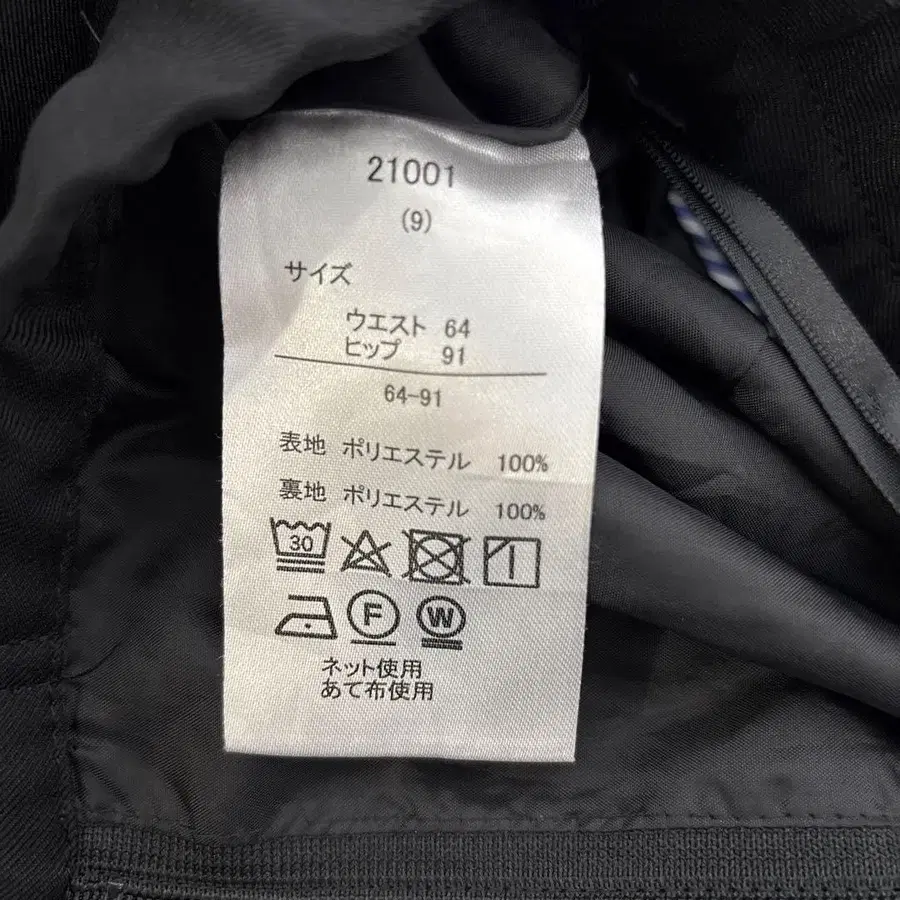 21001
(9)
サイズ
ウエスト 64
ヒップ 91
64-91
表地 ポリエステル 100%
裏地 ポリエステル 100%
30
F W
ネット使用
あて布使用